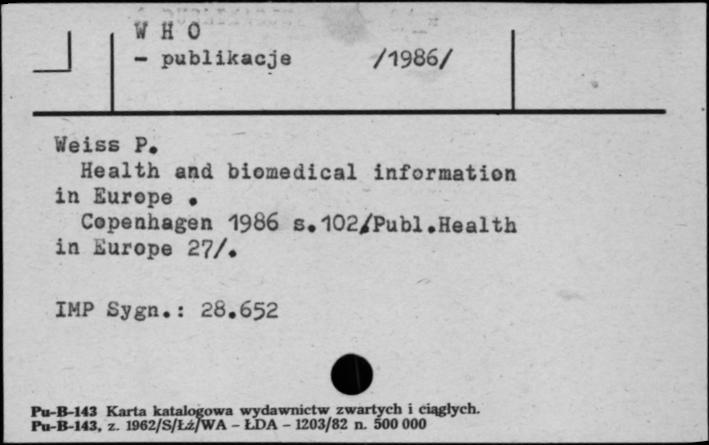 W H O
- publikacje /1986/
Weiss P.
Health and biomedical information
in Europe .
Copenhagen 1986 s.102/Publ.Health
in Europe 27/.
IMP Sygn.: 28.652
Pu-B-143 Karta katalogowa wydawnictw zwartych i ciągłych.
Pu-B-143, z. 1962/S/Łż/WA - ŁDA - 1203/82 n. 500 000